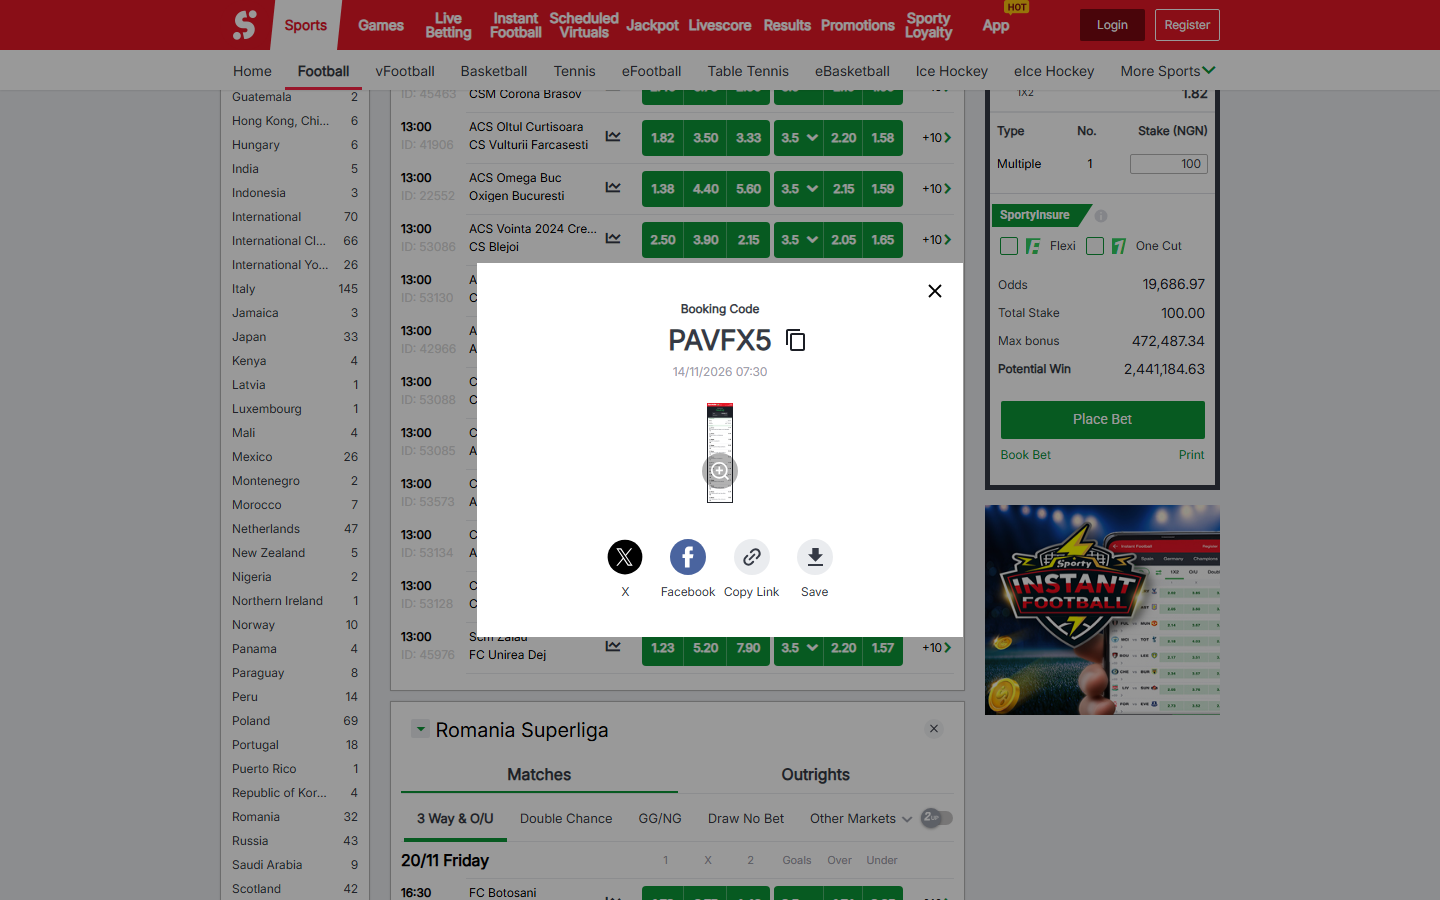 Sports
Games
Live Betting
Instant Football
Scheduled Virtuals
Jackpot
Livescore
Results
Promotions
Sporty Loyalty
App
HOT
Login
Register
Home
Football
vFootball
Basketball
Tennis
eFootball
Table Tennis
eBasketball
Ice Hockey
eIce Hockey
More Sports
Guatemala 2
Hong Kong, Chi... 6
Hungary 6
India 5
Indonesia 3
International 70
International Cl... 66
International Yo... 26
Italy 145
Jamaica 3
Japan 33
Kenya 4
Latvia 1
Luxembourg 1
Mali 4
Mexico 26
Montenegro 2
Morocco 7
Netherlands 47
New Zealand 5
Nigeria 2
Northern Ireland 1
Norway 10
Panama 4
Paraguay 8
Peru 14
Poland 69
Portugal 18
Puerto Rico 1
Republic of Kor... 4
Romania 32
Russia 43
Saudi Arabia 9
Scotland 42
ID: 45463 CSM Corona Brasov
13:00 ACS Oltul Curtisoara
ID: 41906 CS Vulturii Farcasesti
1.82 3.50 3.33 3.5 2.20 1.58 +10
13:00 ACS Omega Buc
ID: 22552 Oxigen Bucuresti
1.38 4.40 5.60 3.5 2.15 1.59 +10
13:00 ACS Vointa 2024 Cre...
ID: 53086 CS Blejoi
2.50 3.90 2.15 3.5 2.05 1.65 +10
13:00 A
ID: 53130 C
13:00 A
ID: 42966 A
13:00 C
ID: 53088 C
13:00 C
ID: 53085 A
13:00 C
ID: 53573 A
13:00 C
ID: 53134 A
13:00 C
ID: 53128 C
13:00 Scm Zalau
ID: 45976 FC Unirea Dej
1.23 5.20 7.90 3.5 2.20 1.57 +10
Booking Code
PAVFX5
14/11/2026 07:30
X
Facebook
Copy Link
Save
Romania Superliga
Matches
Outrights
3 Way & O/U
Double Chance
GG/NG
Draw No Bet
Other Markets
2UP
20/11 Friday 1 X 2 Goals Over Under
16:30 FC Botosani
1X2 1.82
Type No. Stake (NGN)
Multiple 1 100
SportyInsure
Flexi
One Cut
Odds 19,686.97
Total Stake 100.00
Max bonus 472,487.34
Potential Win 2,441,184.63
Place Bet
Book Bet
Print
Sporty
INSTANT
FOOTBALL